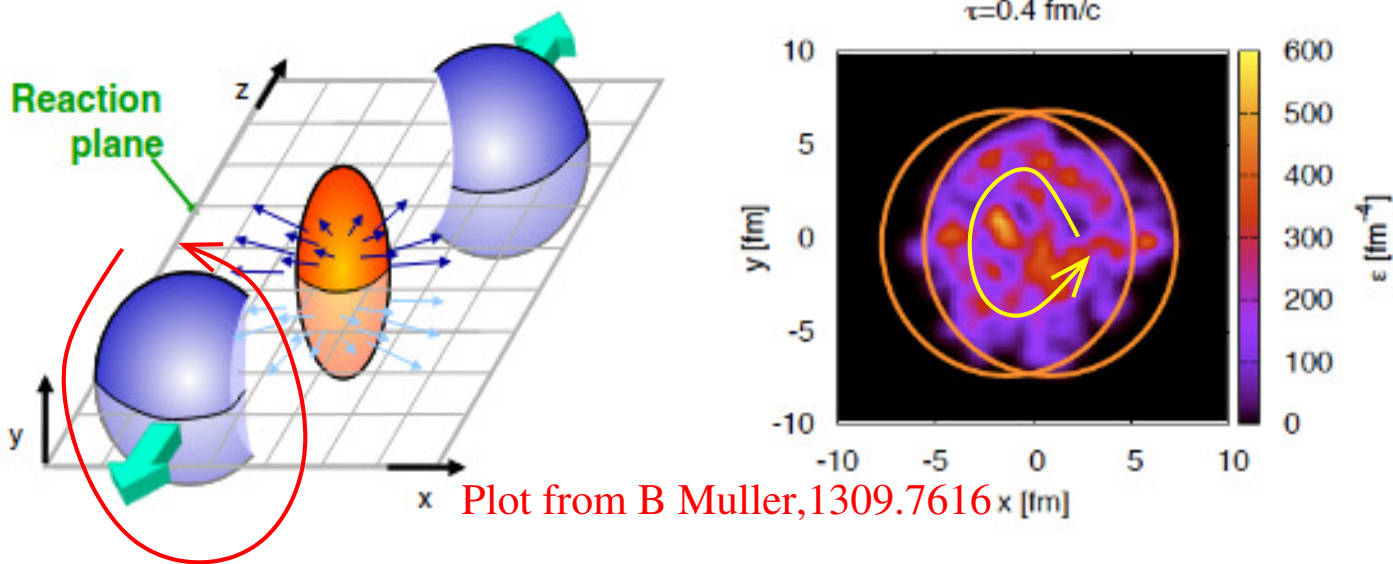 Reaction
plane
z
y
x
τ=0.4 fm/c
10
5
0
-5
-10
y [fm]
-10
-5
0
5
10
x [fm]
600
500
400
300
200
100
0
ε [fm⁻⁴]
Plot from B Muller,1309.7616